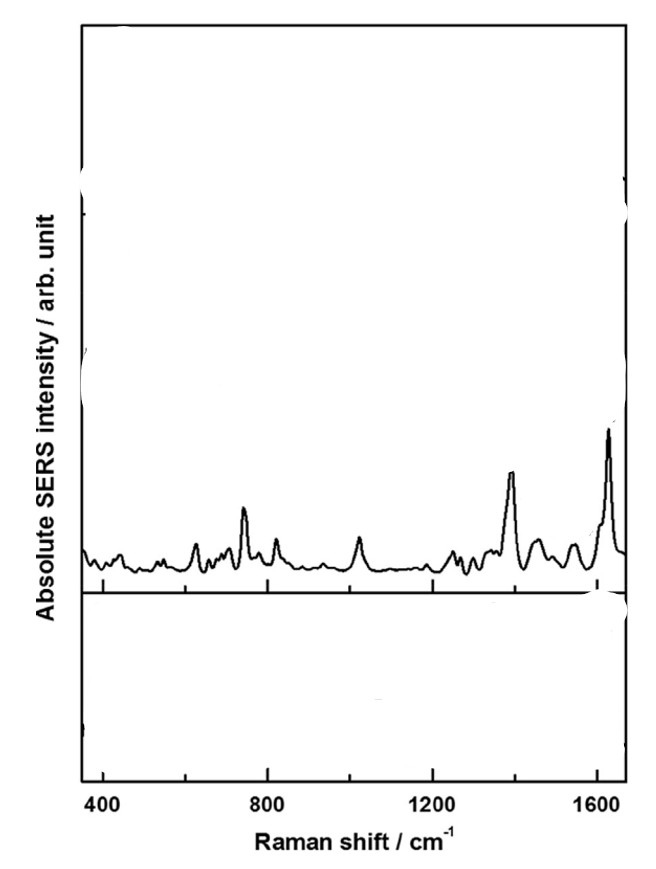 Absolute SERS intensity / arb. unit
400 800 1200 1600
Raman shift / cm⁻¹